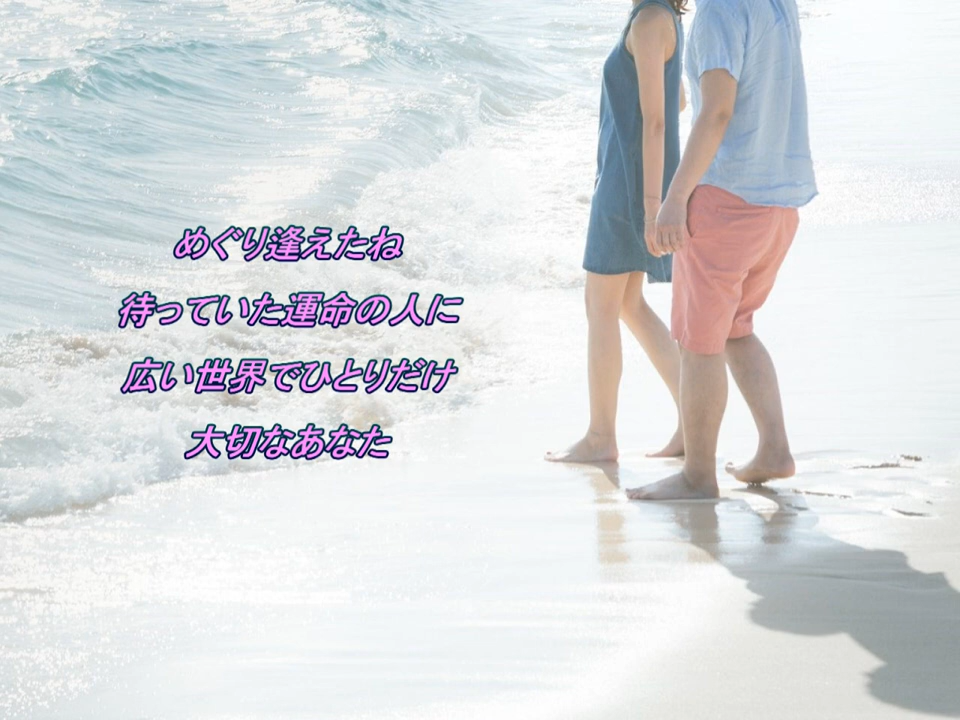 めぐり逢えたね
待っていた運命の人に
広い世界でひとりだけ
大切なあなた